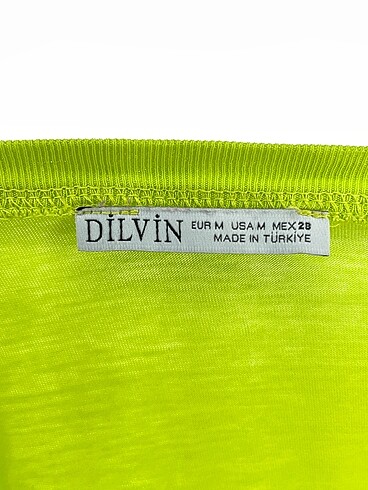 DİLVİN
EUR M USA M MEX 28
MADE IN TÜRKİYE